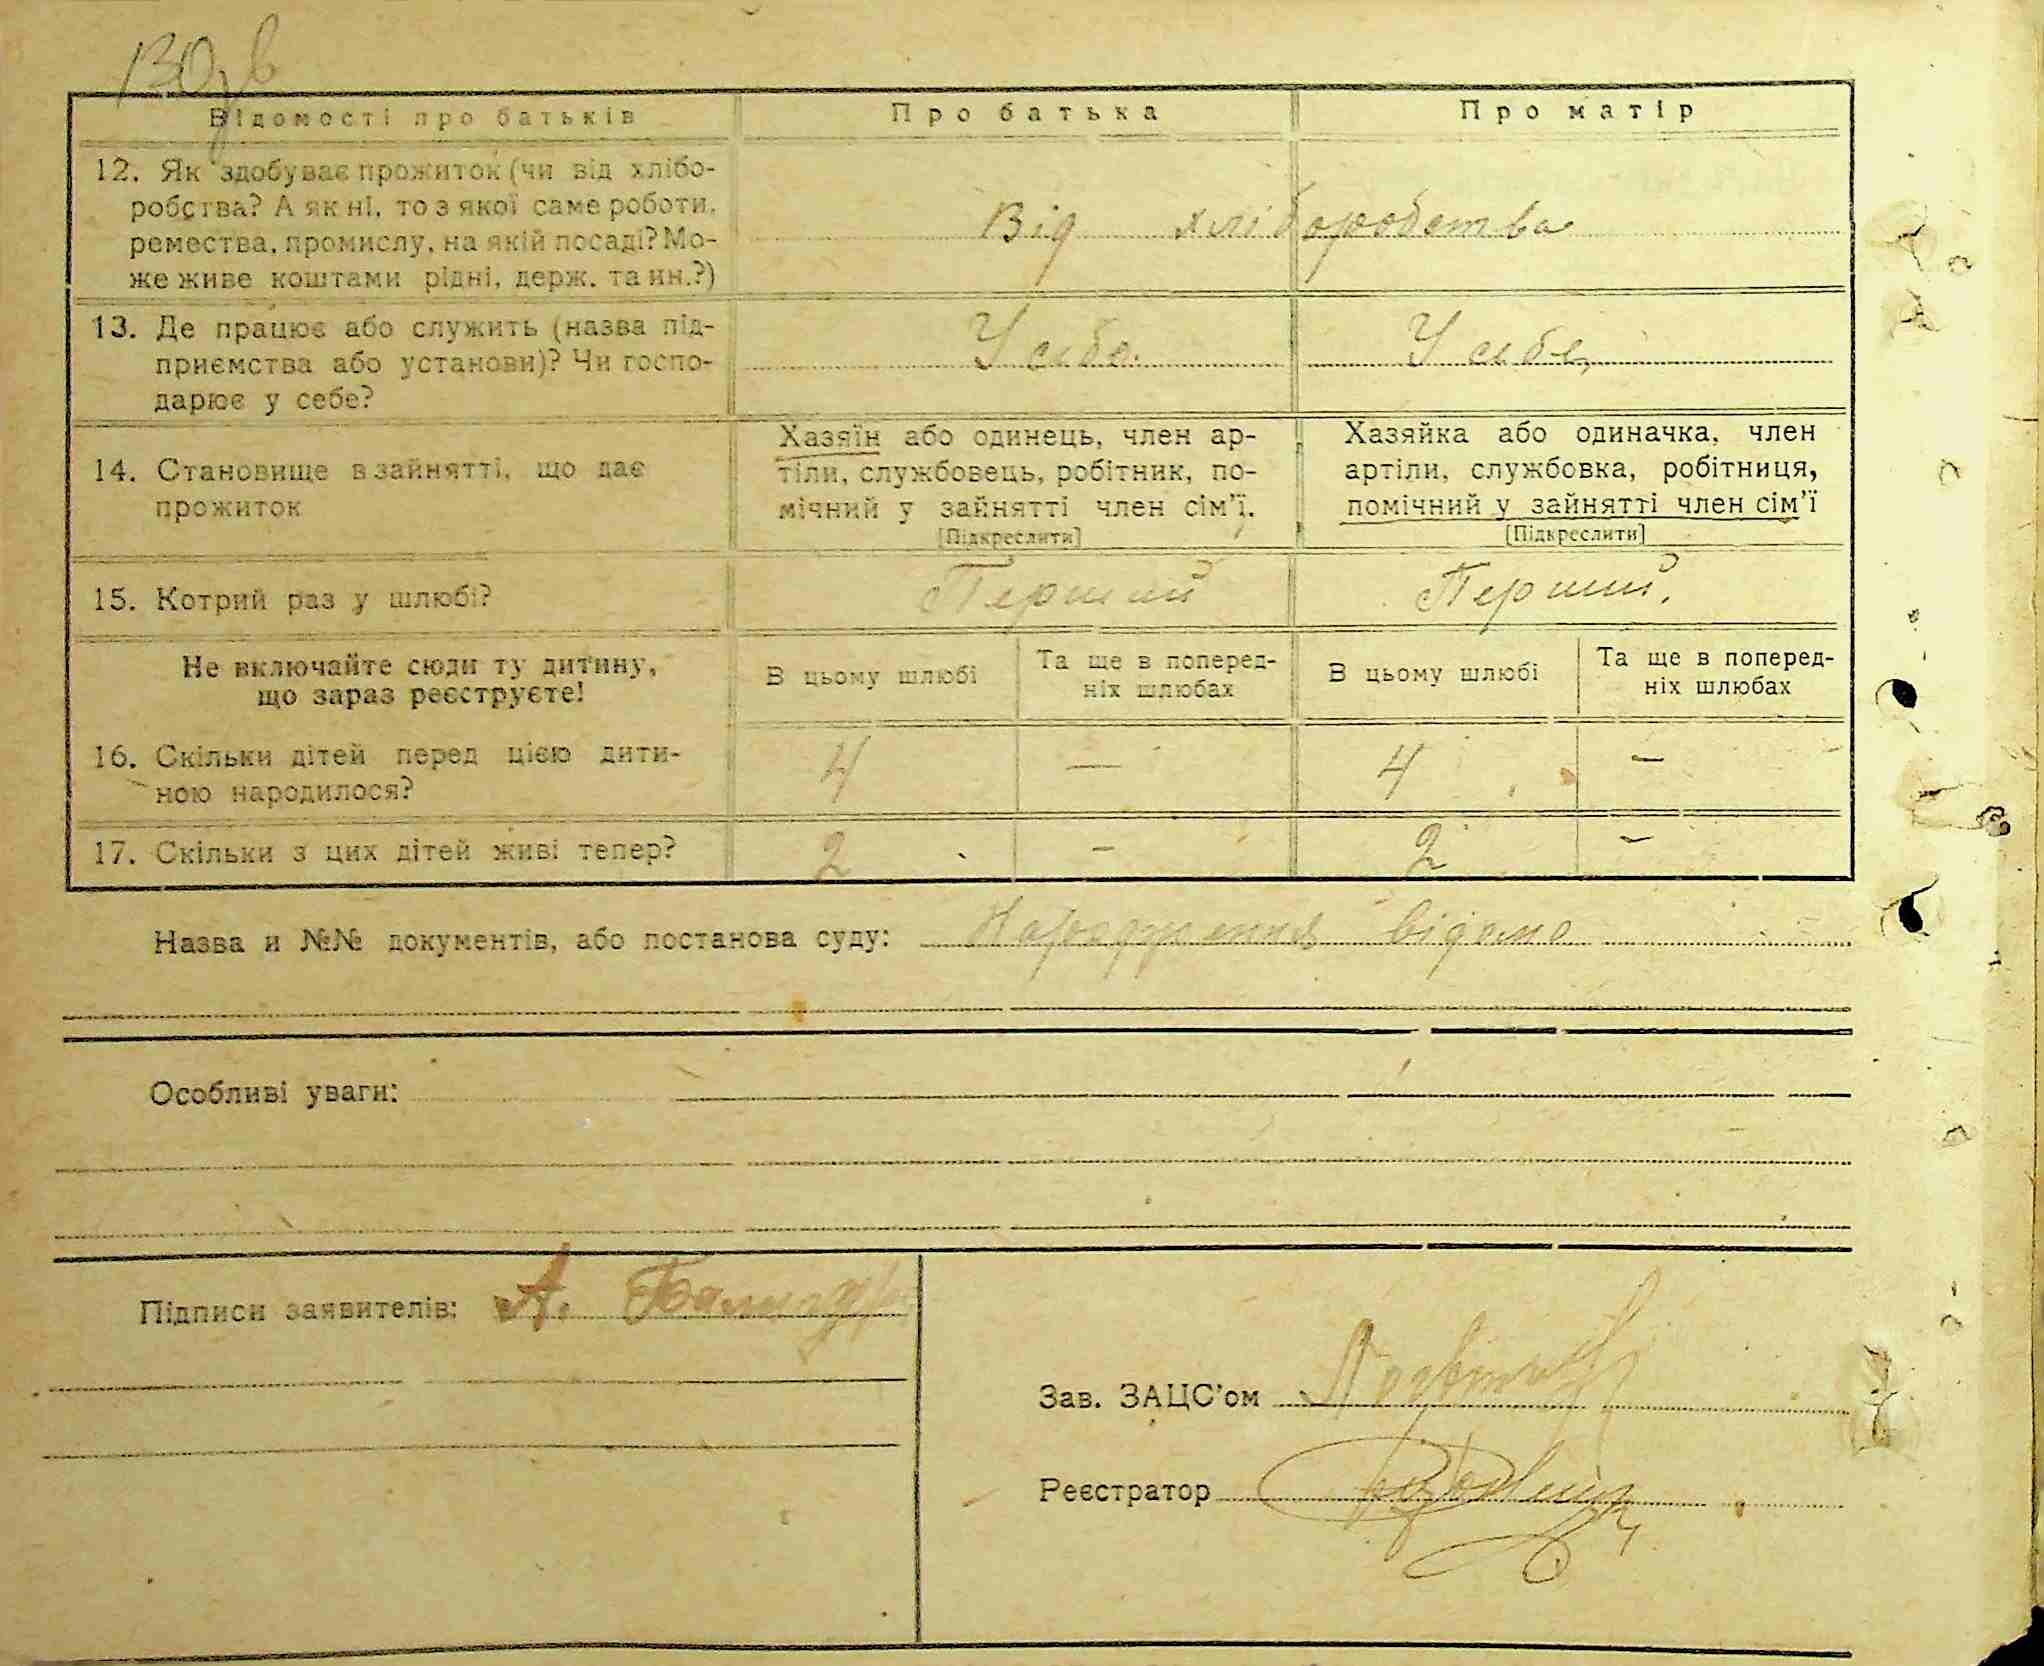 130зв
Відомості про батьків
Про батька
Про матір
12. Як здобуває прожиток (чи від хлібо-
робства? А як ні, то з якої саме роботи,
ремества, промислу, на якій посаді? Мо-
же живе коштами рідні, держ. та ин.?)
Від хліборобства
13. Де працює або служить (назва під-
приємства або установи)? Чи госпо-
дарює у себе?
У себе.
У себе,
14. Становище в зайнятті, що дає
прожиток
Хазяїн або одинець, член ар-
тіли, службовець, робітник, по-
мічний у зайнятті член сім'ї.
[Підкреслити]
Хазяйка або одиначка, член
артіли, службовка, робітниця,
помічний у зайнятті член сім'ї
[Підкреслити]
15. Котрий раз у шлюбі?
Перший
Перший.
Не включайте сюди ту дитину,
що зараз реєструєте!
В цьому шлюбі
Та ще в поперед-
ніх шлюбах
В цьому шлюбі
Та ще в поперед-
ніх шлюбах
16. Скільки дітей перед цією дити-
ною народилося?
4 — 4 —
17. Скільки з цих дітей живі тепер?
2 - 2 -
Назва й №№ документів, або постанова суду: Народження відомо
Особливі уваги:
Підписи заявителів: А.
Зав. ЗАЦС'ом
Реєстратор